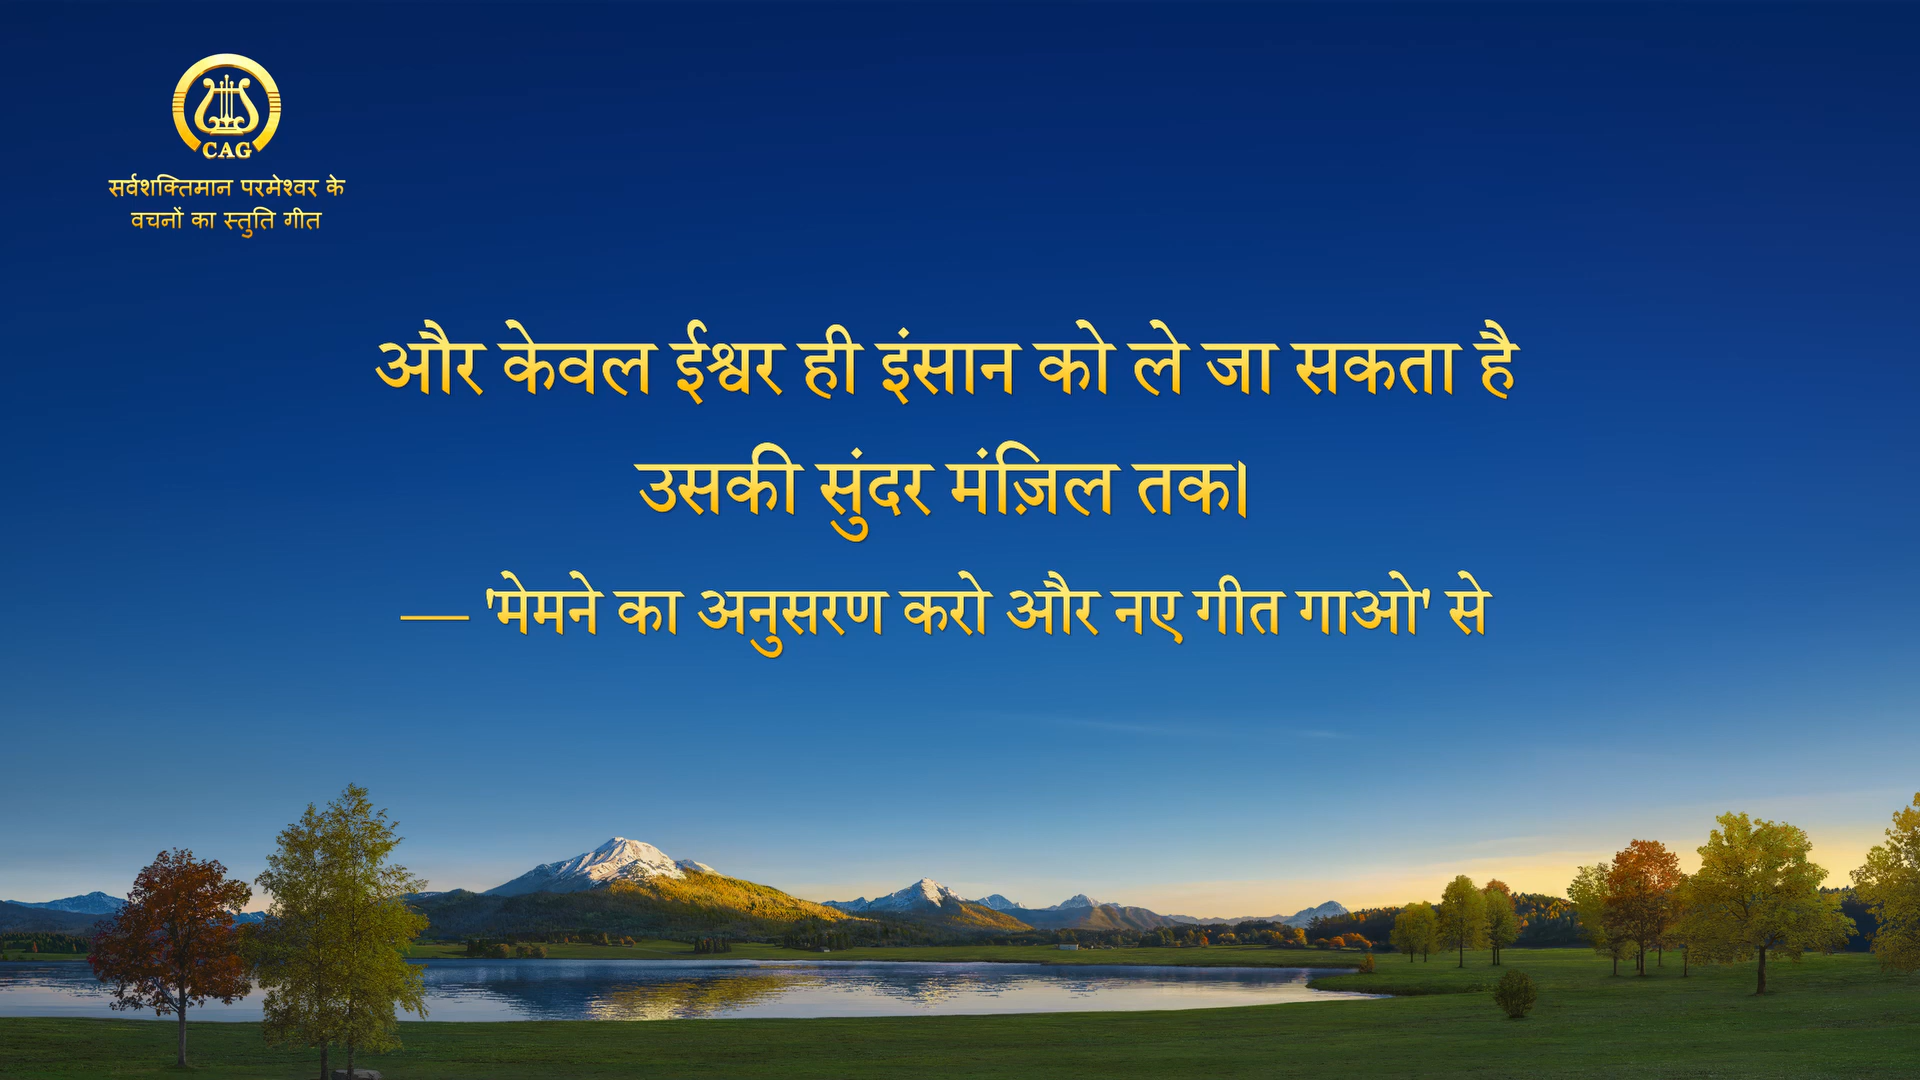 CAG
सर्वशक्तिमान परमेश्वर के
वचनों का स्तुति गीत
और केवल ईश्वर ही इंसान को ले जा सकता है
उसकी सुंदर मंज़िल तक।
— 'मेमने का अनुसरण करो और नए गीत गाओ' से